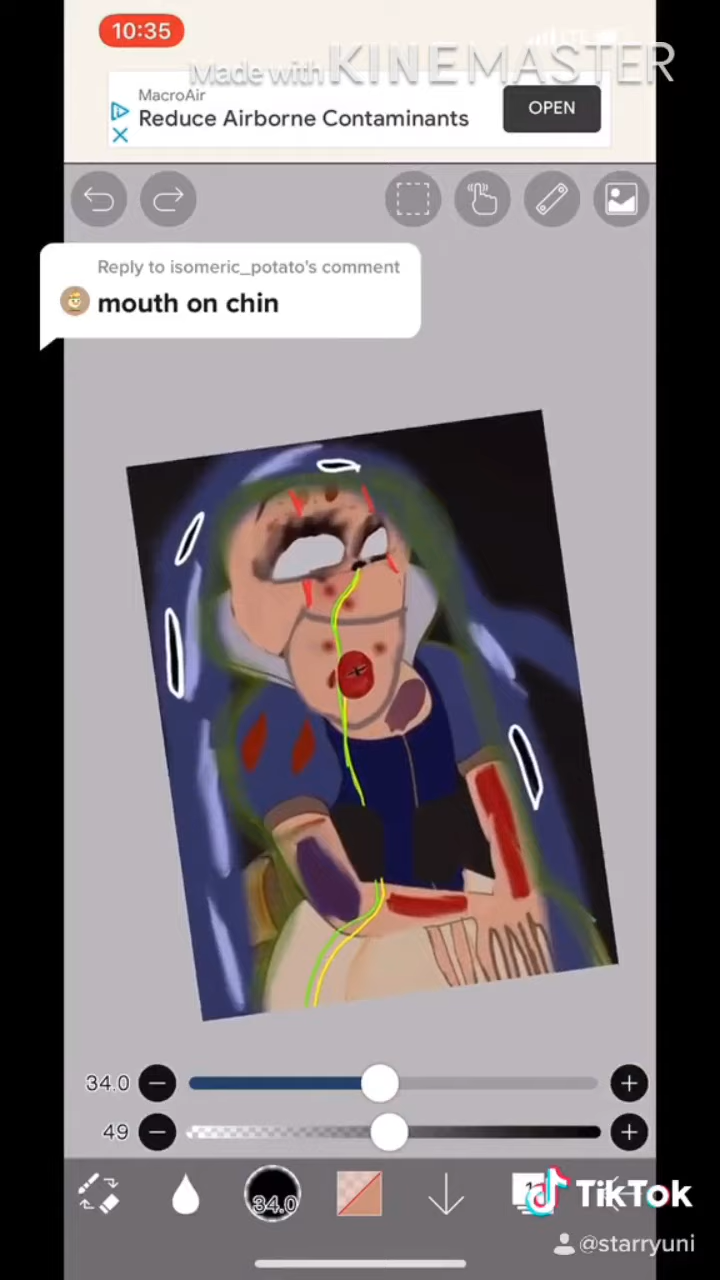 10:35
LTE
Made with KINEMASTER
MacroAir
Reduce Airborne Contaminants
OPEN
Reply to isomeric_potato's comment
mouth on chin
34.0
49
34.0
TikTok
@starryuni